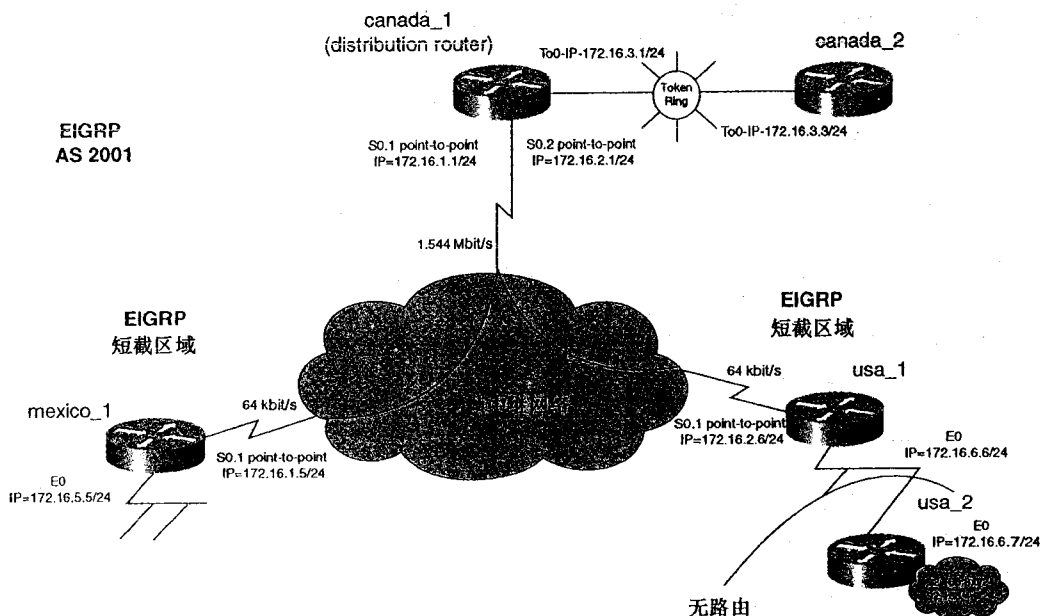 canada_1
(distribution router)
canada_2
To0-IP-172.16.3.1/24
Token
Ring
To0-IP-172.16.3.3/24
EIGRP
AS 2001
S0.1 point-to-point
IP=172.16.1.1/24
S0.2 point-to-point
IP=172.16.2.1/24
1.544 Mbit/s
EIGRP
短截区域
EIGRP
短截区域
mexico_1
64 kbit/s
S0.1 point-to-point
IP=172.16.1.5/24
E0
IP=172.16.5.5/24
64 kbit/s
usa_1
S0.1 point-to-point
IP=172.16.2.6/24
E0
IP=172.16.6.6/24
usa_2
E0
IP=172.16.6.7/24
无路由